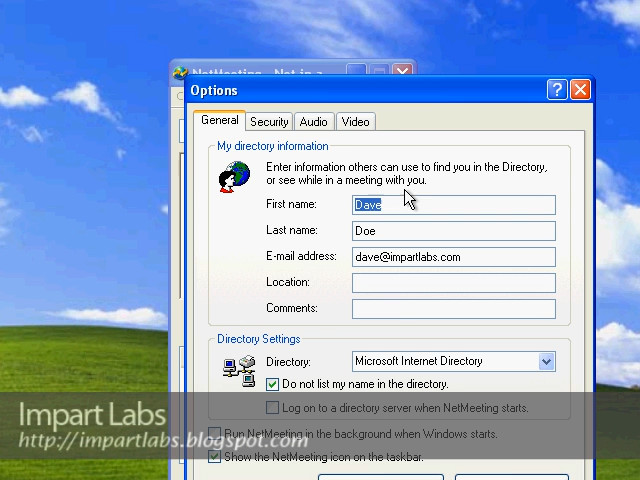 NetMeeting - Not in a
Options
General
Security
Audio
Video
My directory information
Enter information others can use to find you in the Directory,
or see while in a meeting with you.
First name:
Dave
Last name:
Doe
E-mail address:
dave@impartlabs.com
Location:
Comments:
Directory Settings
Directory:
Microsoft Internet Directory
Do not list my name in the directory.
Log on to a directory server when NetMeeting starts.
Impart Labs
http://impartlabs.blogspot.com
Run NetMeeting in the background when Windows starts.
Show the NetMeeting icon on the taskbar.